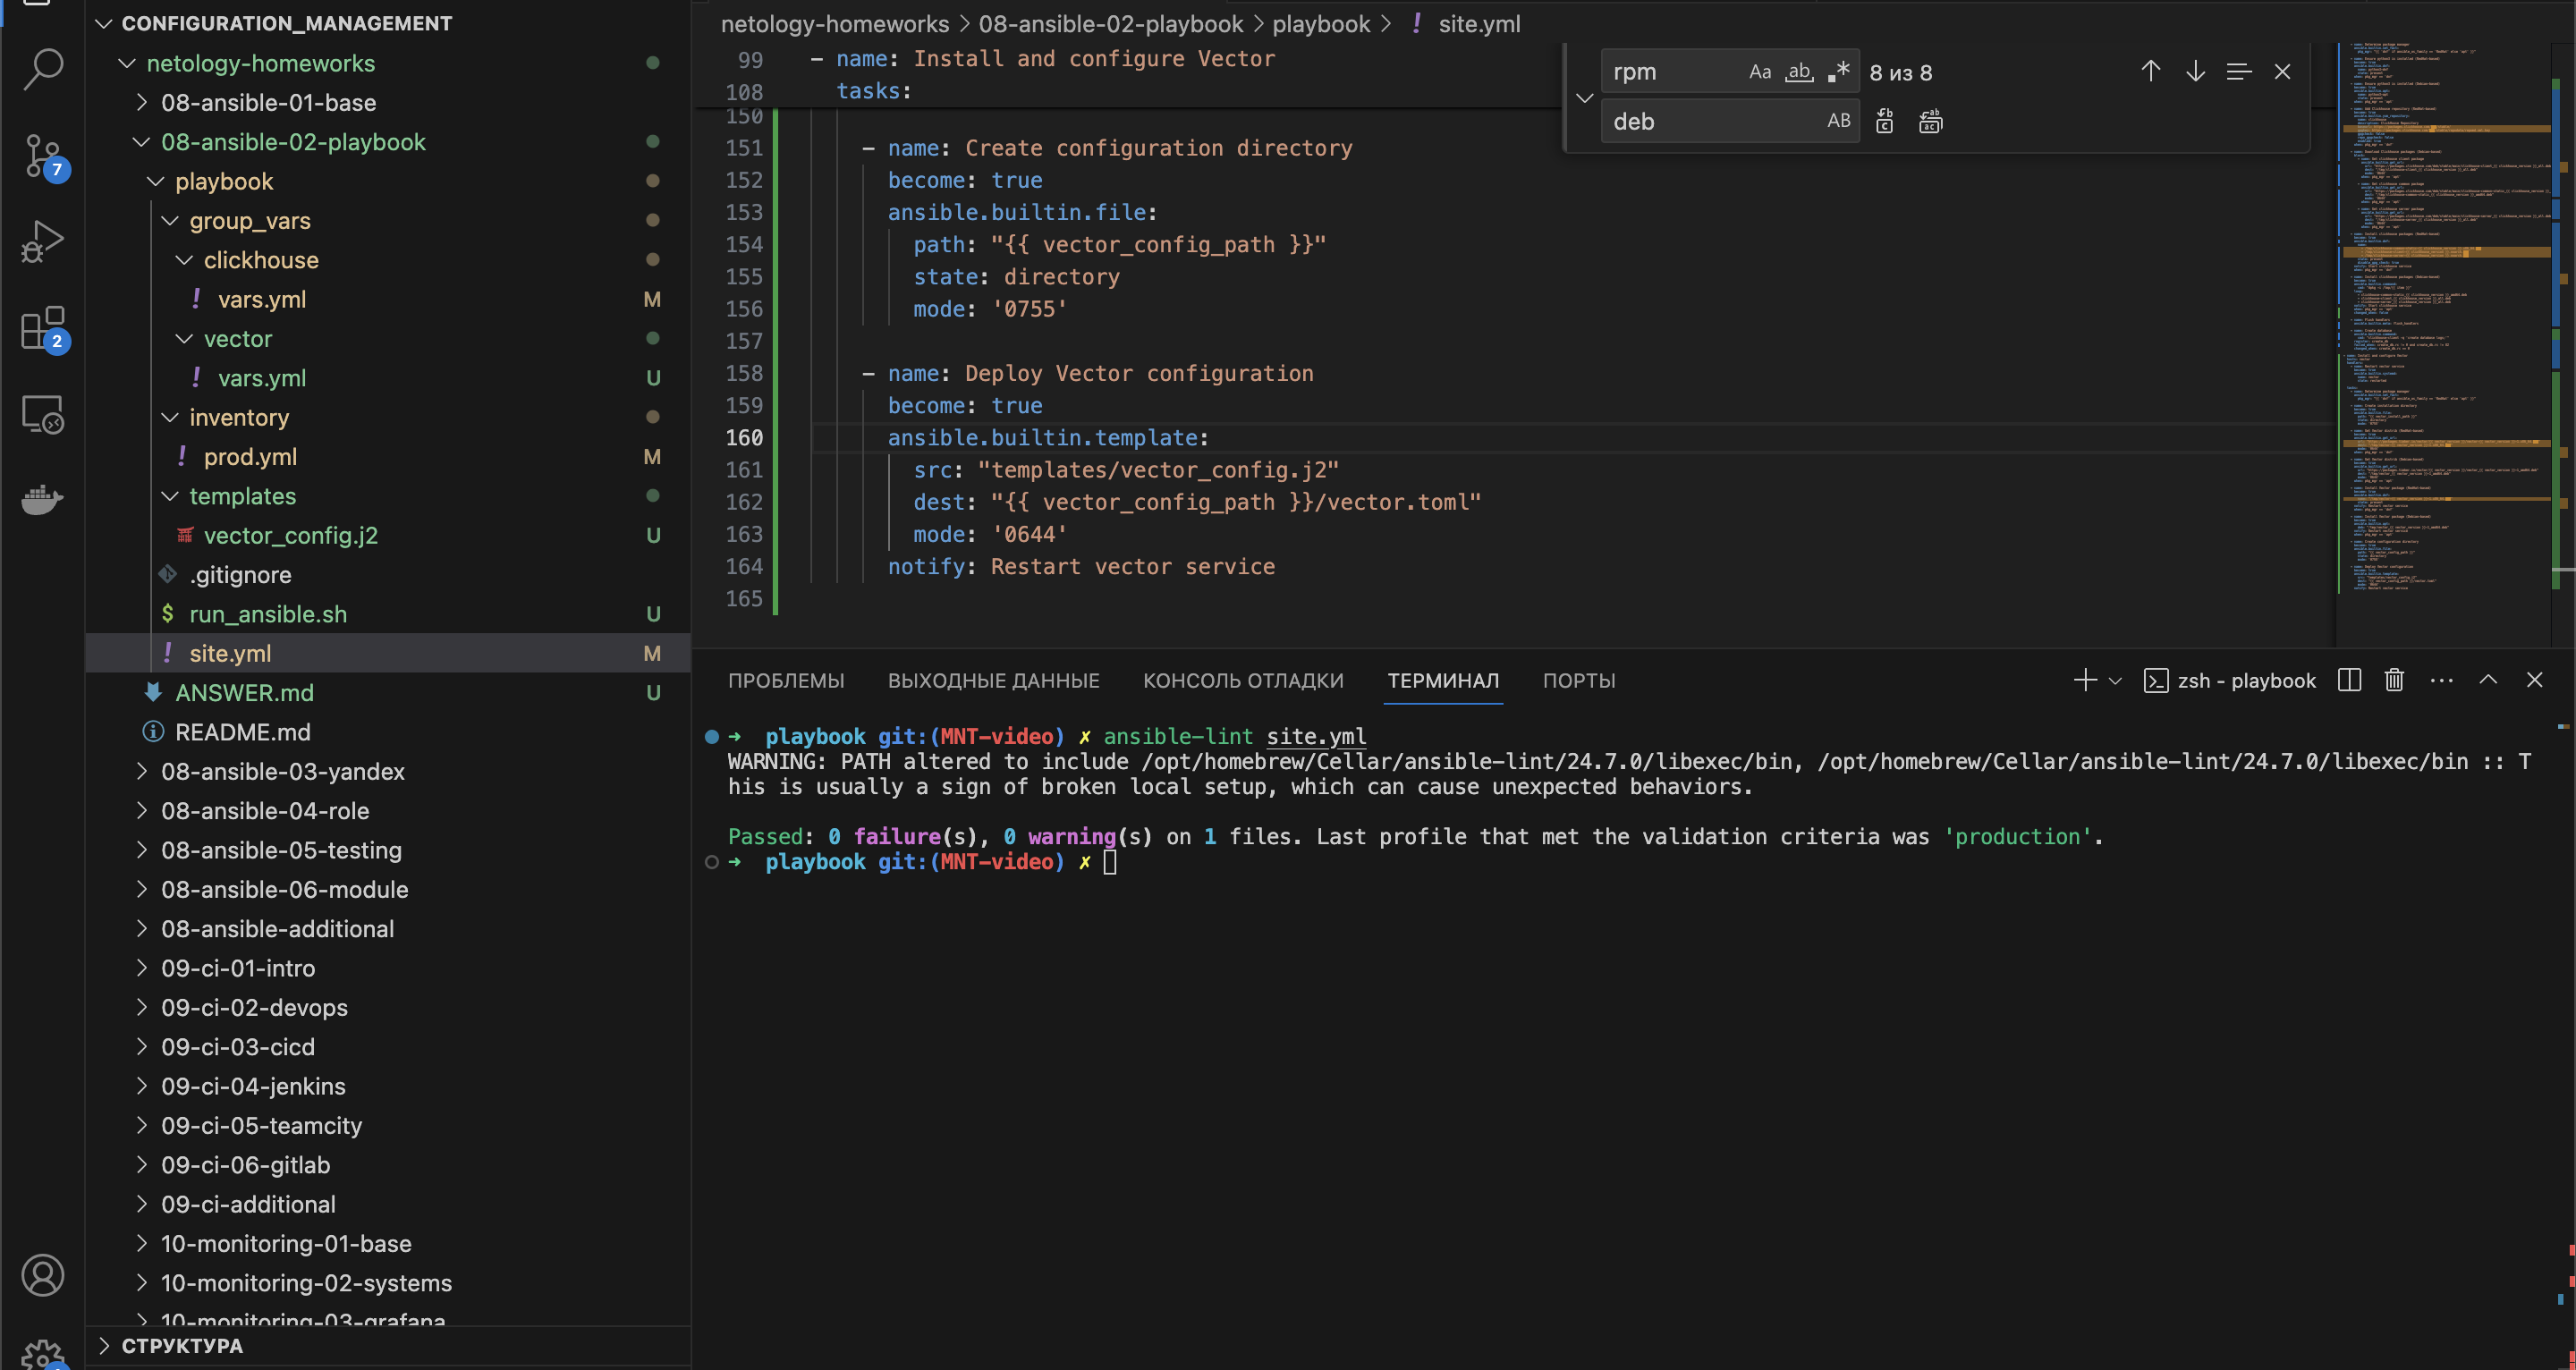 CONFIGURATION_MANAGEMENT
netology-homeworks
08-ansible-01-base
08-ansible-02-playbook
playbook
group_vars
clickhouse
vars.yml M
vector
vars.yml U
inventory
prod.yml M
templates
vector_config.j2 U
.gitignore
$ run_ansible.sh U
site.yml M
ANSWER.md U
README.md
08-ansible-03-yandex
08-ansible-04-role
08-ansible-05-testing
08-ansible-06-module
08-ansible-additional
09-ci-01-intro
09-ci-02-devops
09-ci-03-cicd
09-ci-04-jenkins
09-ci-05-teamcity
09-ci-06-gitlab
09-ci-additional
10-monitoring-01-base
10-monitoring-02-systems
10-monitoring-03-grafana
СТРУКТУРА
7
2
netology-homeworks > 08-ansible-02-playbook > playbook > ! site.yml
99 - name: Install and configure Vector
108 tasks:
150
151 - name: Create configuration directory
152 become: true
153 ansible.builtin.file:
154 path: "{{ vector_config_path }}"
155 state: directory
156 mode: '0755'
157
158 - name: Deploy Vector configuration
159 become: true
160 ansible.builtin.template:
161 src: "templates/vector_config.j2"
162 dest: "{{ vector_config_path }}/vector.toml"
163 mode: '0644'
164 notify: Restart vector service
165
rpm Aa ab .* 8 из 8
deb AB
ПРОБЛЕМЫ ВЫХОДНЫЕ ДАННЫЕ КОНСОЛЬ ОТЛАДКИ ТЕРМИНАЛ ПОРТЫ
zsh - playbook
➜ playbook git:(MNT-video) ✗ ansible-lint site.yml
WARNING: PATH altered to include /opt/homebrew/Cellar/ansible-lint/24.7.0/libexec/bin, /opt/homebrew/Cellar/ansible-lint/24.7.0/libexec/bin :: T
his is usually a sign of broken local setup, which can cause unexpected behaviors.
Passed: 0 failure(s), 0 warning(s) on 1 files. Last profile that met the validation criteria was 'production'.
➜ playbook git:(MNT-video) ✗